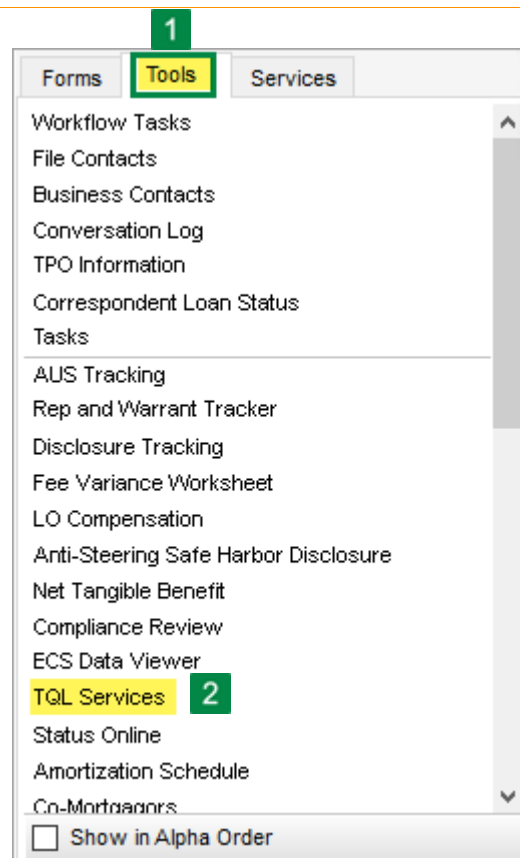 1
Forms Tools Services
Workflow Tasks
File Contacts
Business Contacts
Conversation Log
TPO Information
Correspondent Loan Status
Tasks
AUS Tracking
Rep and Warrant Tracker
Disclosure Tracking
Fee Variance Worksheet
LO Compensation
Anti-Steering Safe Harbor Disclosure
Net Tangible Benefit
Compliance Review
ECS Data Viewer
TQL Services 2
Status Online
Amortization Schedule
Co-Mortgagors
Show in Alpha Order